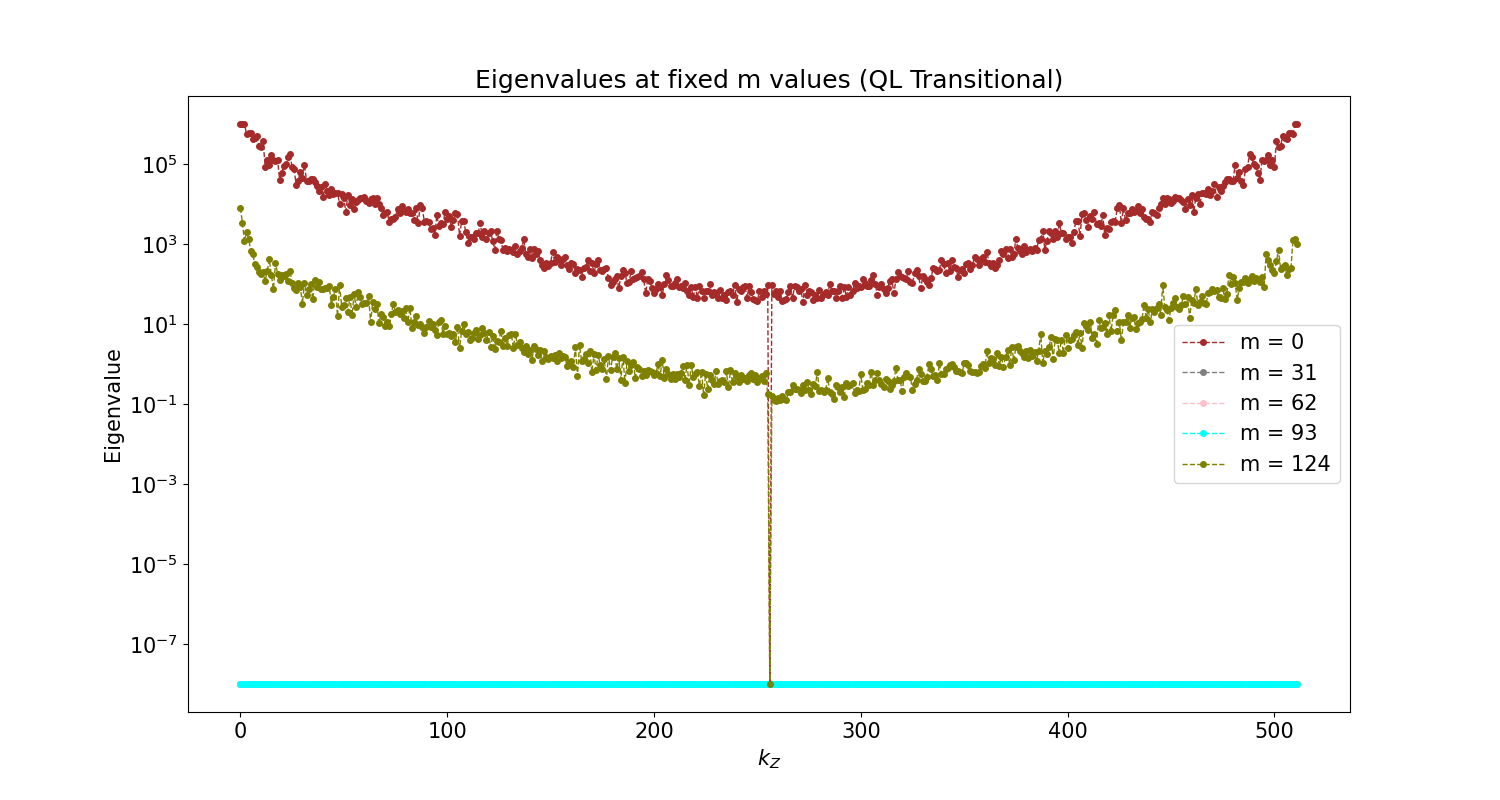 Eigenvalues at fixed m values (QL Transitional)
Eigenvalue
10^5
10^3
10^1
10^-1
10^-3
10^-5
10^-7
m = 0
m = 31
m = 62
m = 93
m = 124
0 100 200 300 400 500
k_Z